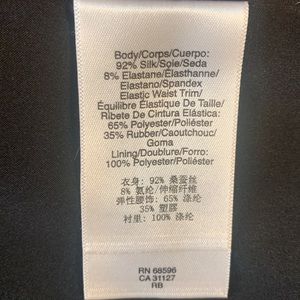 Body/Corps/Cuerpo:
92% Silk/Soie/Seda
8% Elastane/Élasthanne/
Elastano/Spandex
Elastic Waist Trim/
Équilibre Élastique De Taille/
Ribete De Cintura Elástica:
65% Polyester/Poliéster
35% Rubber/Caoutchouc/
Goma
Lining/Doublure/Forro:
100% Polyester/Poliéster
衣身: 92% 桑蚕丝
8% 氨纶/伸缩纤维
弹性腰饰: 65% 涤纶
35% 塑胶
衬里: 100% 涤纶
RN 68596
CA 31127
RB